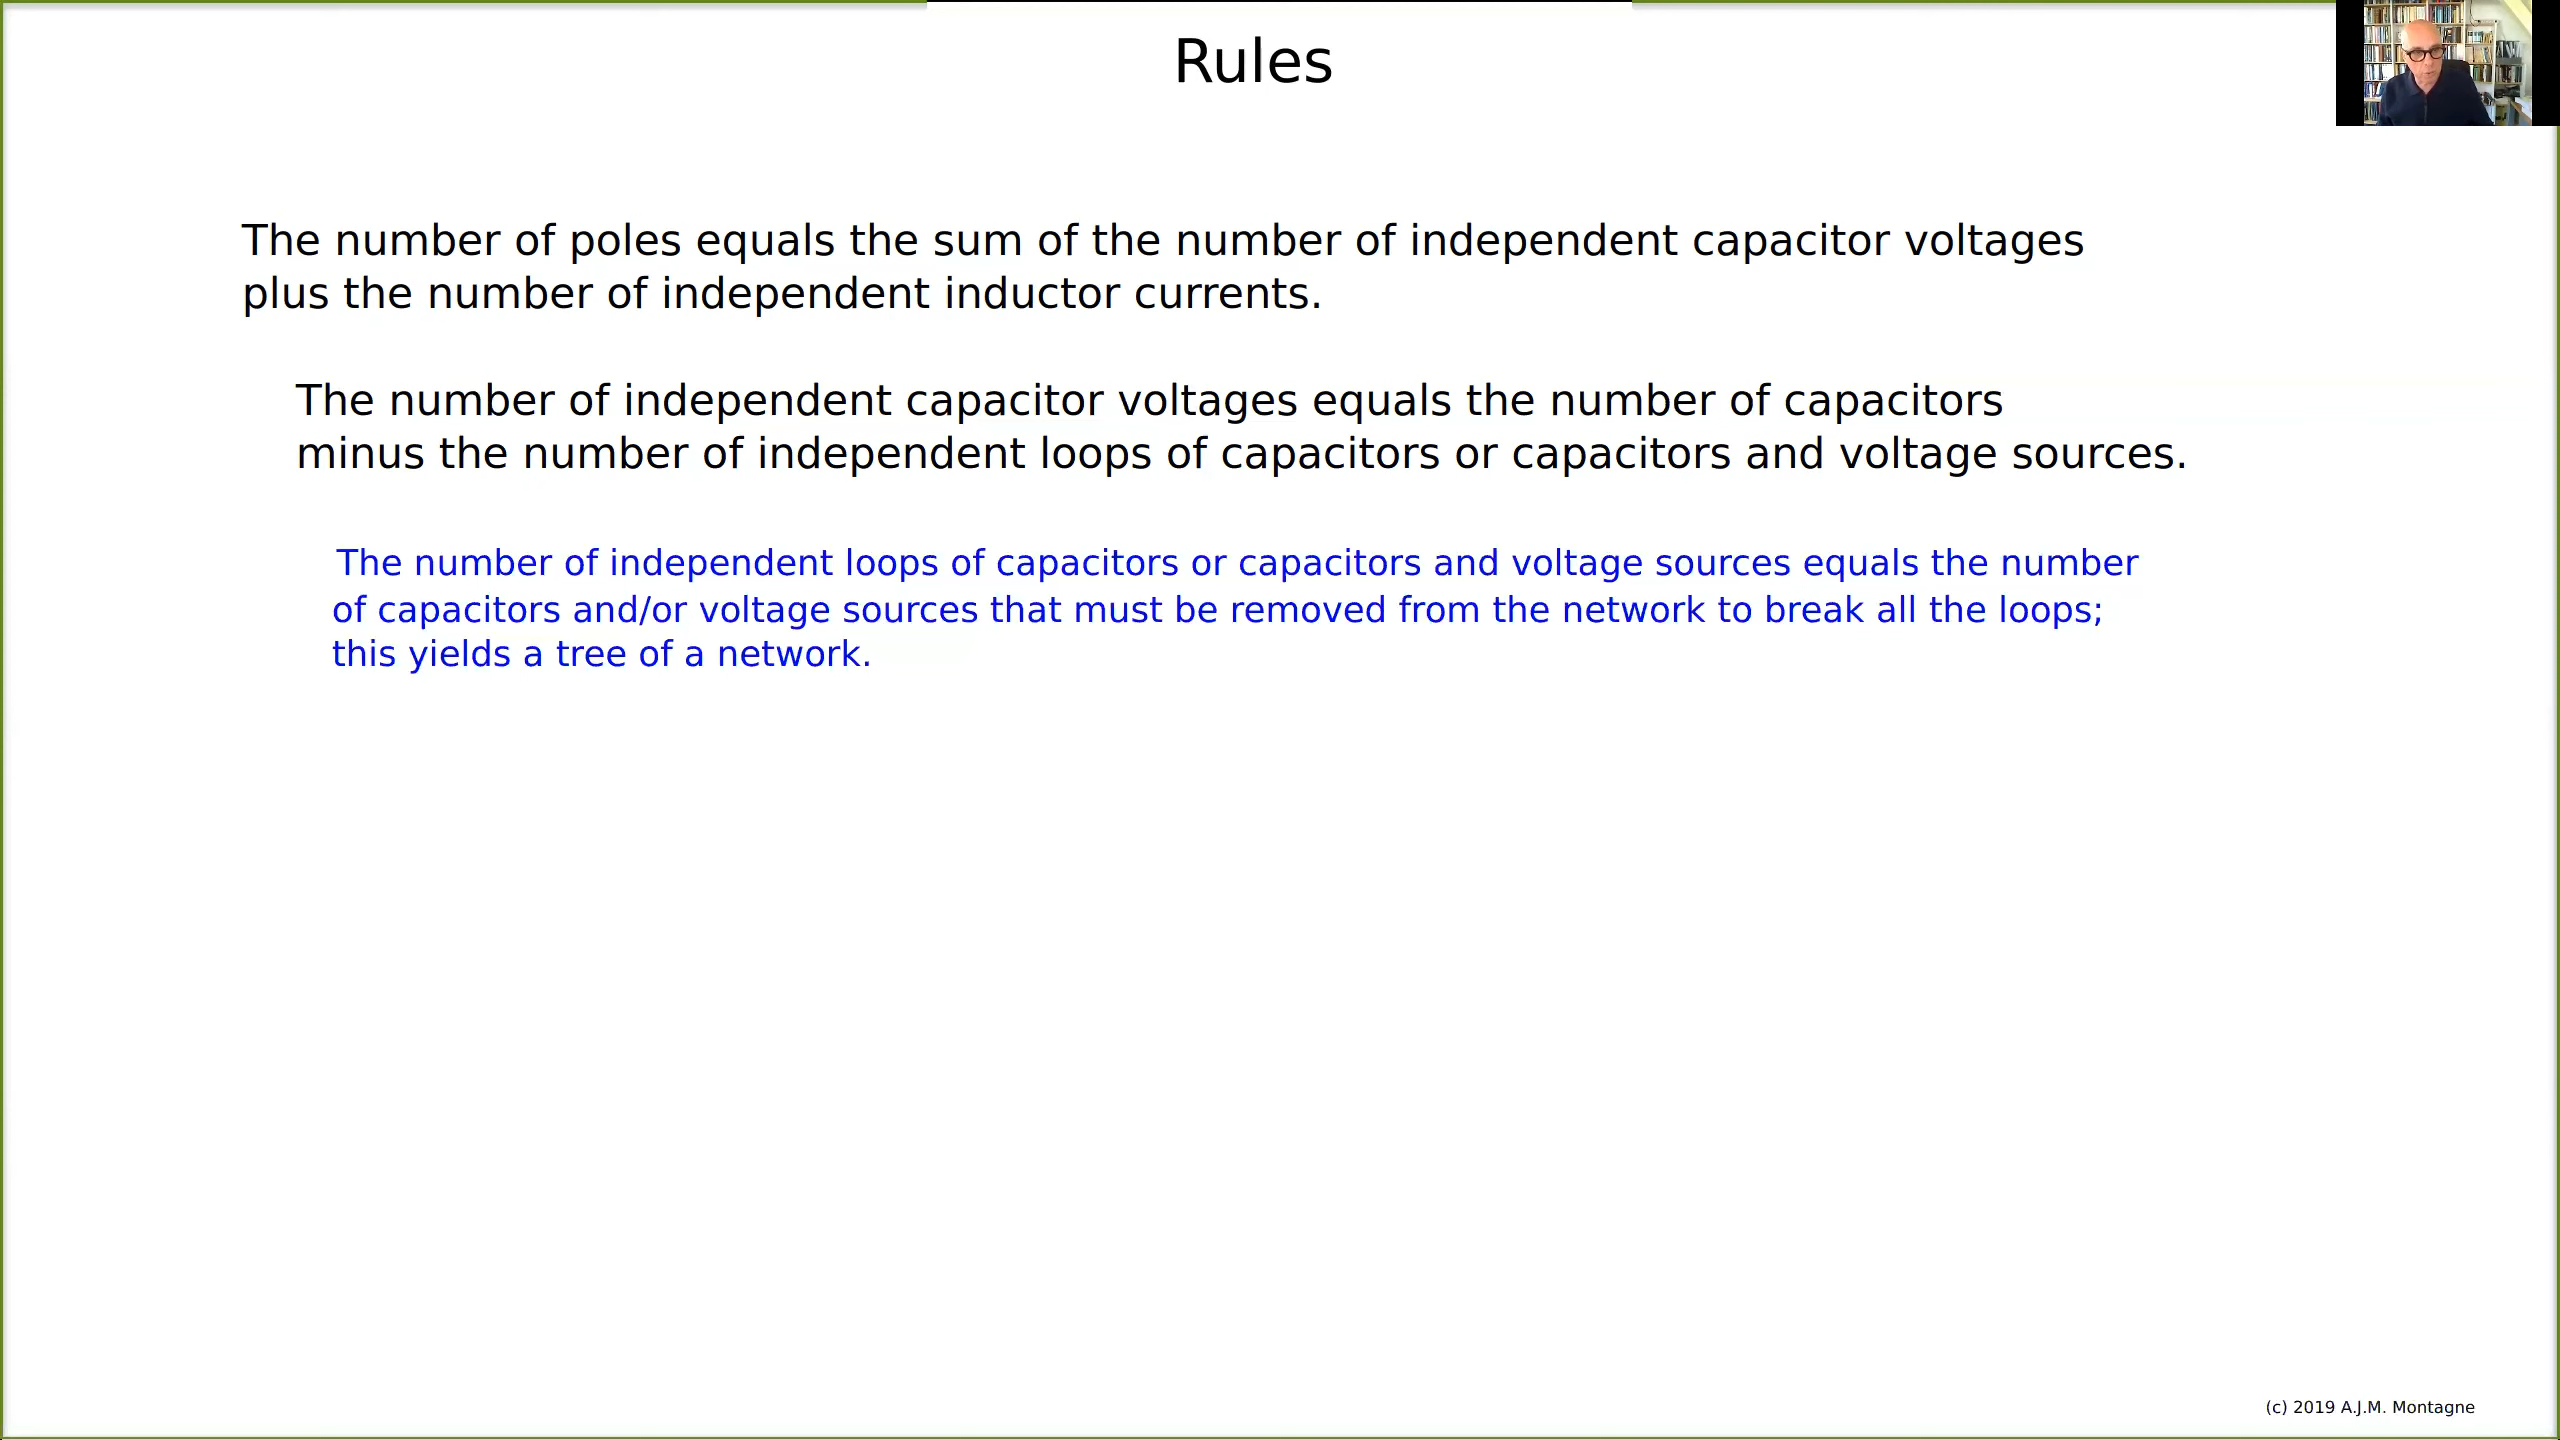 Rules
The number of poles equals the sum of the number of independent capacitor voltages
plus the number of independent inductor currents.
The number of independent capacitor voltages equals the number of capacitors
minus the number of independent loops of capacitors or capacitors and voltage sources.
The number of independent loops of capacitors or capacitors and voltage sources equals the number
of capacitors and/or voltage sources that must be removed from the network to break all the loops;
this yields a tree of a network.
(c) 2019 A.J.M. Montagne